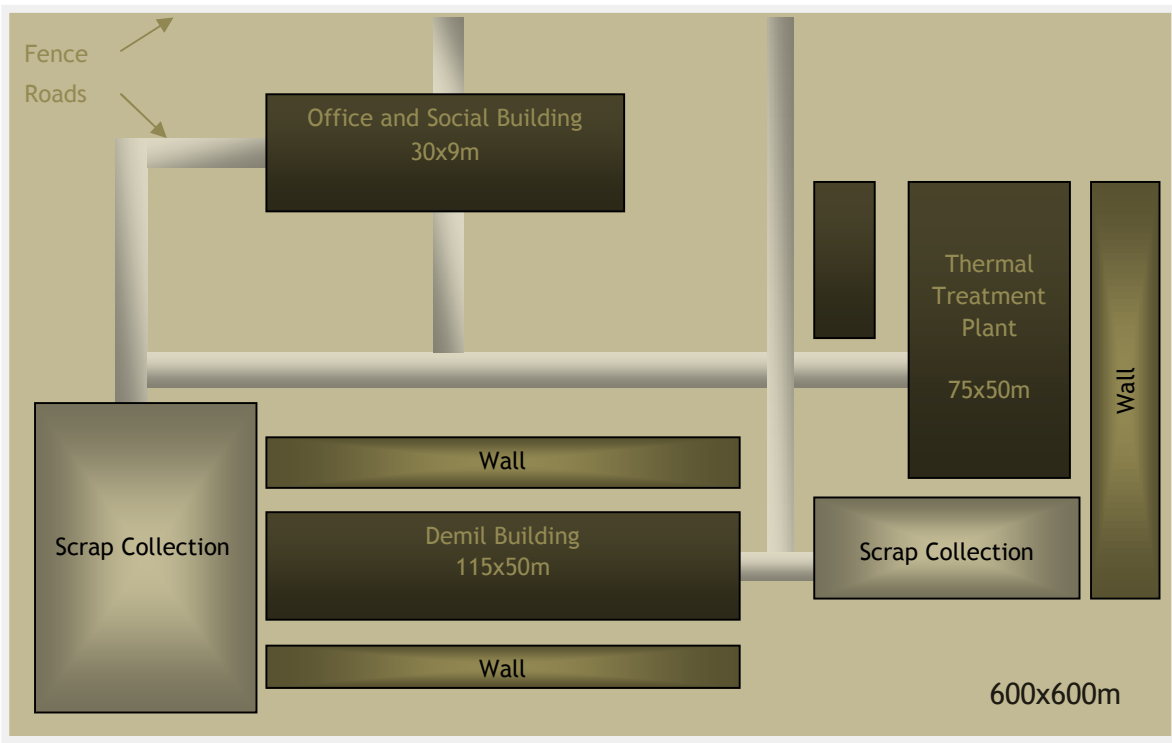 Fence
Roads
Office and Social Building
30x9m
Thermal
Treatment
Plant
75x50m
Wall
Wall
Scrap Collection
Demil Building
115x50m
Scrap Collection
Wall
600x600m